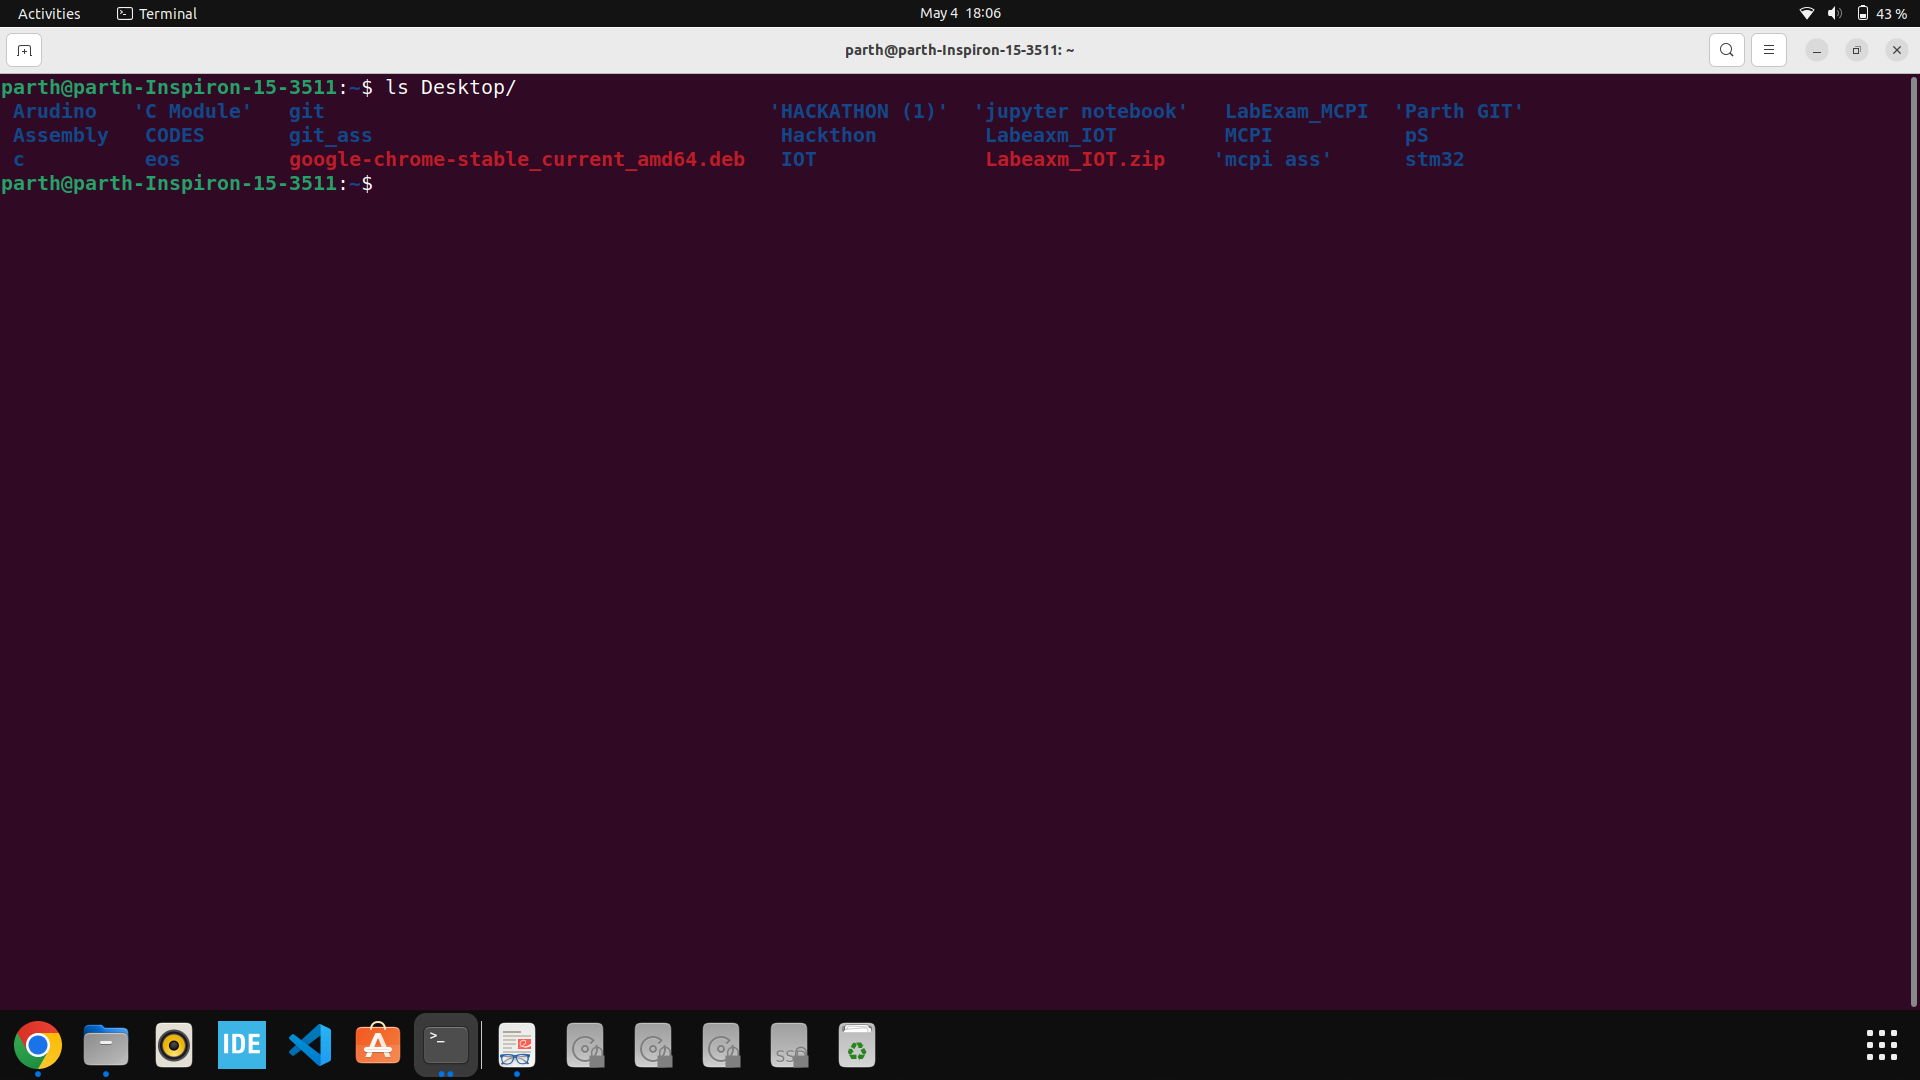 Activities Terminal May 4 18:06 43 %
parth@parth-Inspiron-15-3511: ~
parth@parth-Inspiron-15-3511:~$ ls Desktop/
Arudino 'C Module' git 'HACKATHON (1)' 'jupyter notebook' LabExam_MCPI 'Parth GIT'
Assembly CODES git_ass Hackthon Labeaxm_IOT MCPI pS
c eos google-chrome-stable_current_amd64.deb IOT Labeaxm_IOT.zip 'mcpi ass' stm32
parth@parth-Inspiron-15-3511:~$
IDE >_ SSD